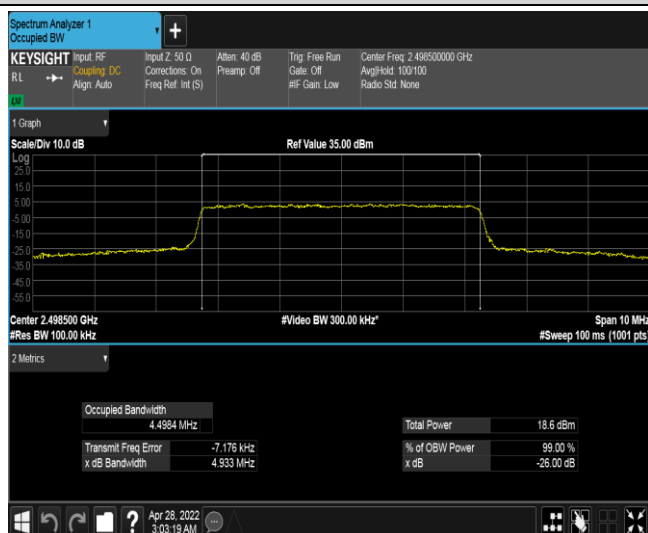 Spectrum Analyzer 1
Occupied BW
+
KEYSIGHT
R L
LXI
Input: RF
Coupling: DC
Align: Auto
Input Z: 50 Ω
Corrections: On
Freq Ref: Int (S)
Atten: 40 dB
Preamp: Off
Trig: Free Run
Gate: Off
#IF Gain: Low
Center Freq: 2.498500000 GHz
Avg|Hold: 100/100
Radio Std: None
1 Graph
Scale/Div 10.0 dB
Ref Value 35.00 dBm
Log
25.0
15.0
5.00
-5.00
-15.0
-25.0
-35.0
-45.0
-55.0
Center 2.498500 GHz
#Video BW 300.00 kHz*
Span 10 MHz
#Res BW 100.00 kHz
#Sweep 100 ms (1001 pts)
2 Metrics
Occupied Bandwidth
4.4984 MHz
Total Power 18.6 dBm
Transmit Freq Error -7.176 kHz
% of OBW Power 99.00 %
x dB Bandwidth 4.933 MHz
x dB -26.00 dB
?
Apr 28, 2022
3:03:19 AM